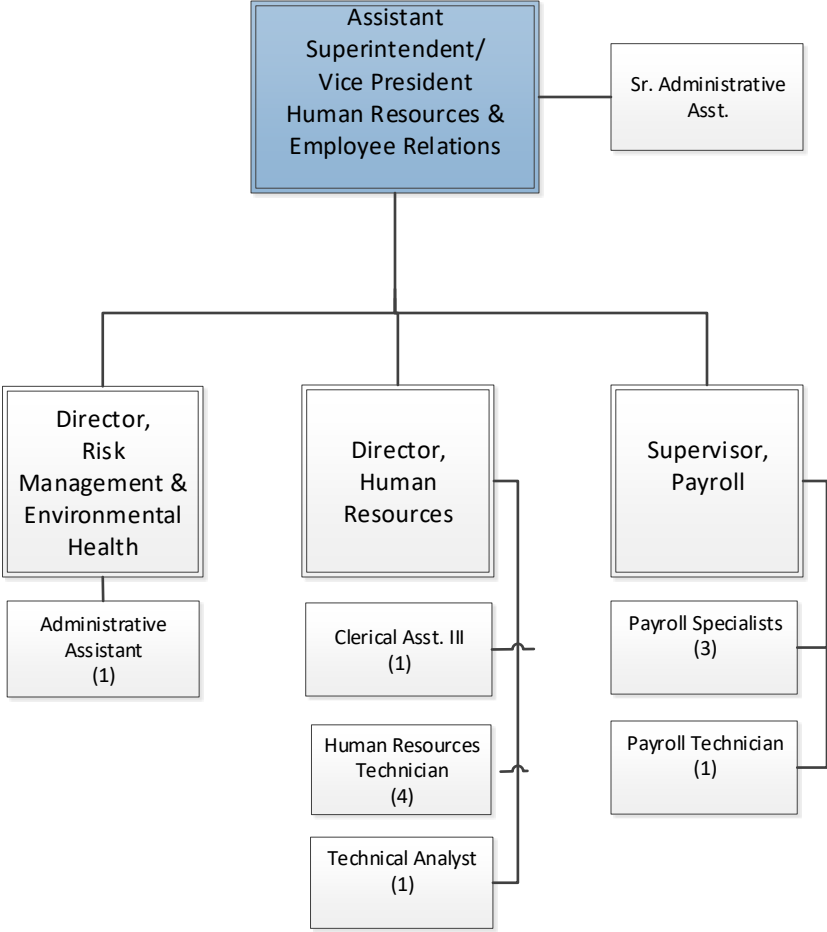 Assistant
Superintendent/
Vice President
Human Resources &
Employee Relations
Sr. Administrative
Asst.
Director,
Risk
Management &
Environmental
Health
Director,
Human
Resources
Supervisor,
Payroll
Administrative
Assistant
(1)
Clerical Asst. III
(1)
Payroll Specialists
(3)
Human Resources
Technician
(4)
Payroll Technician
(1)
Technical Analyst
(1)